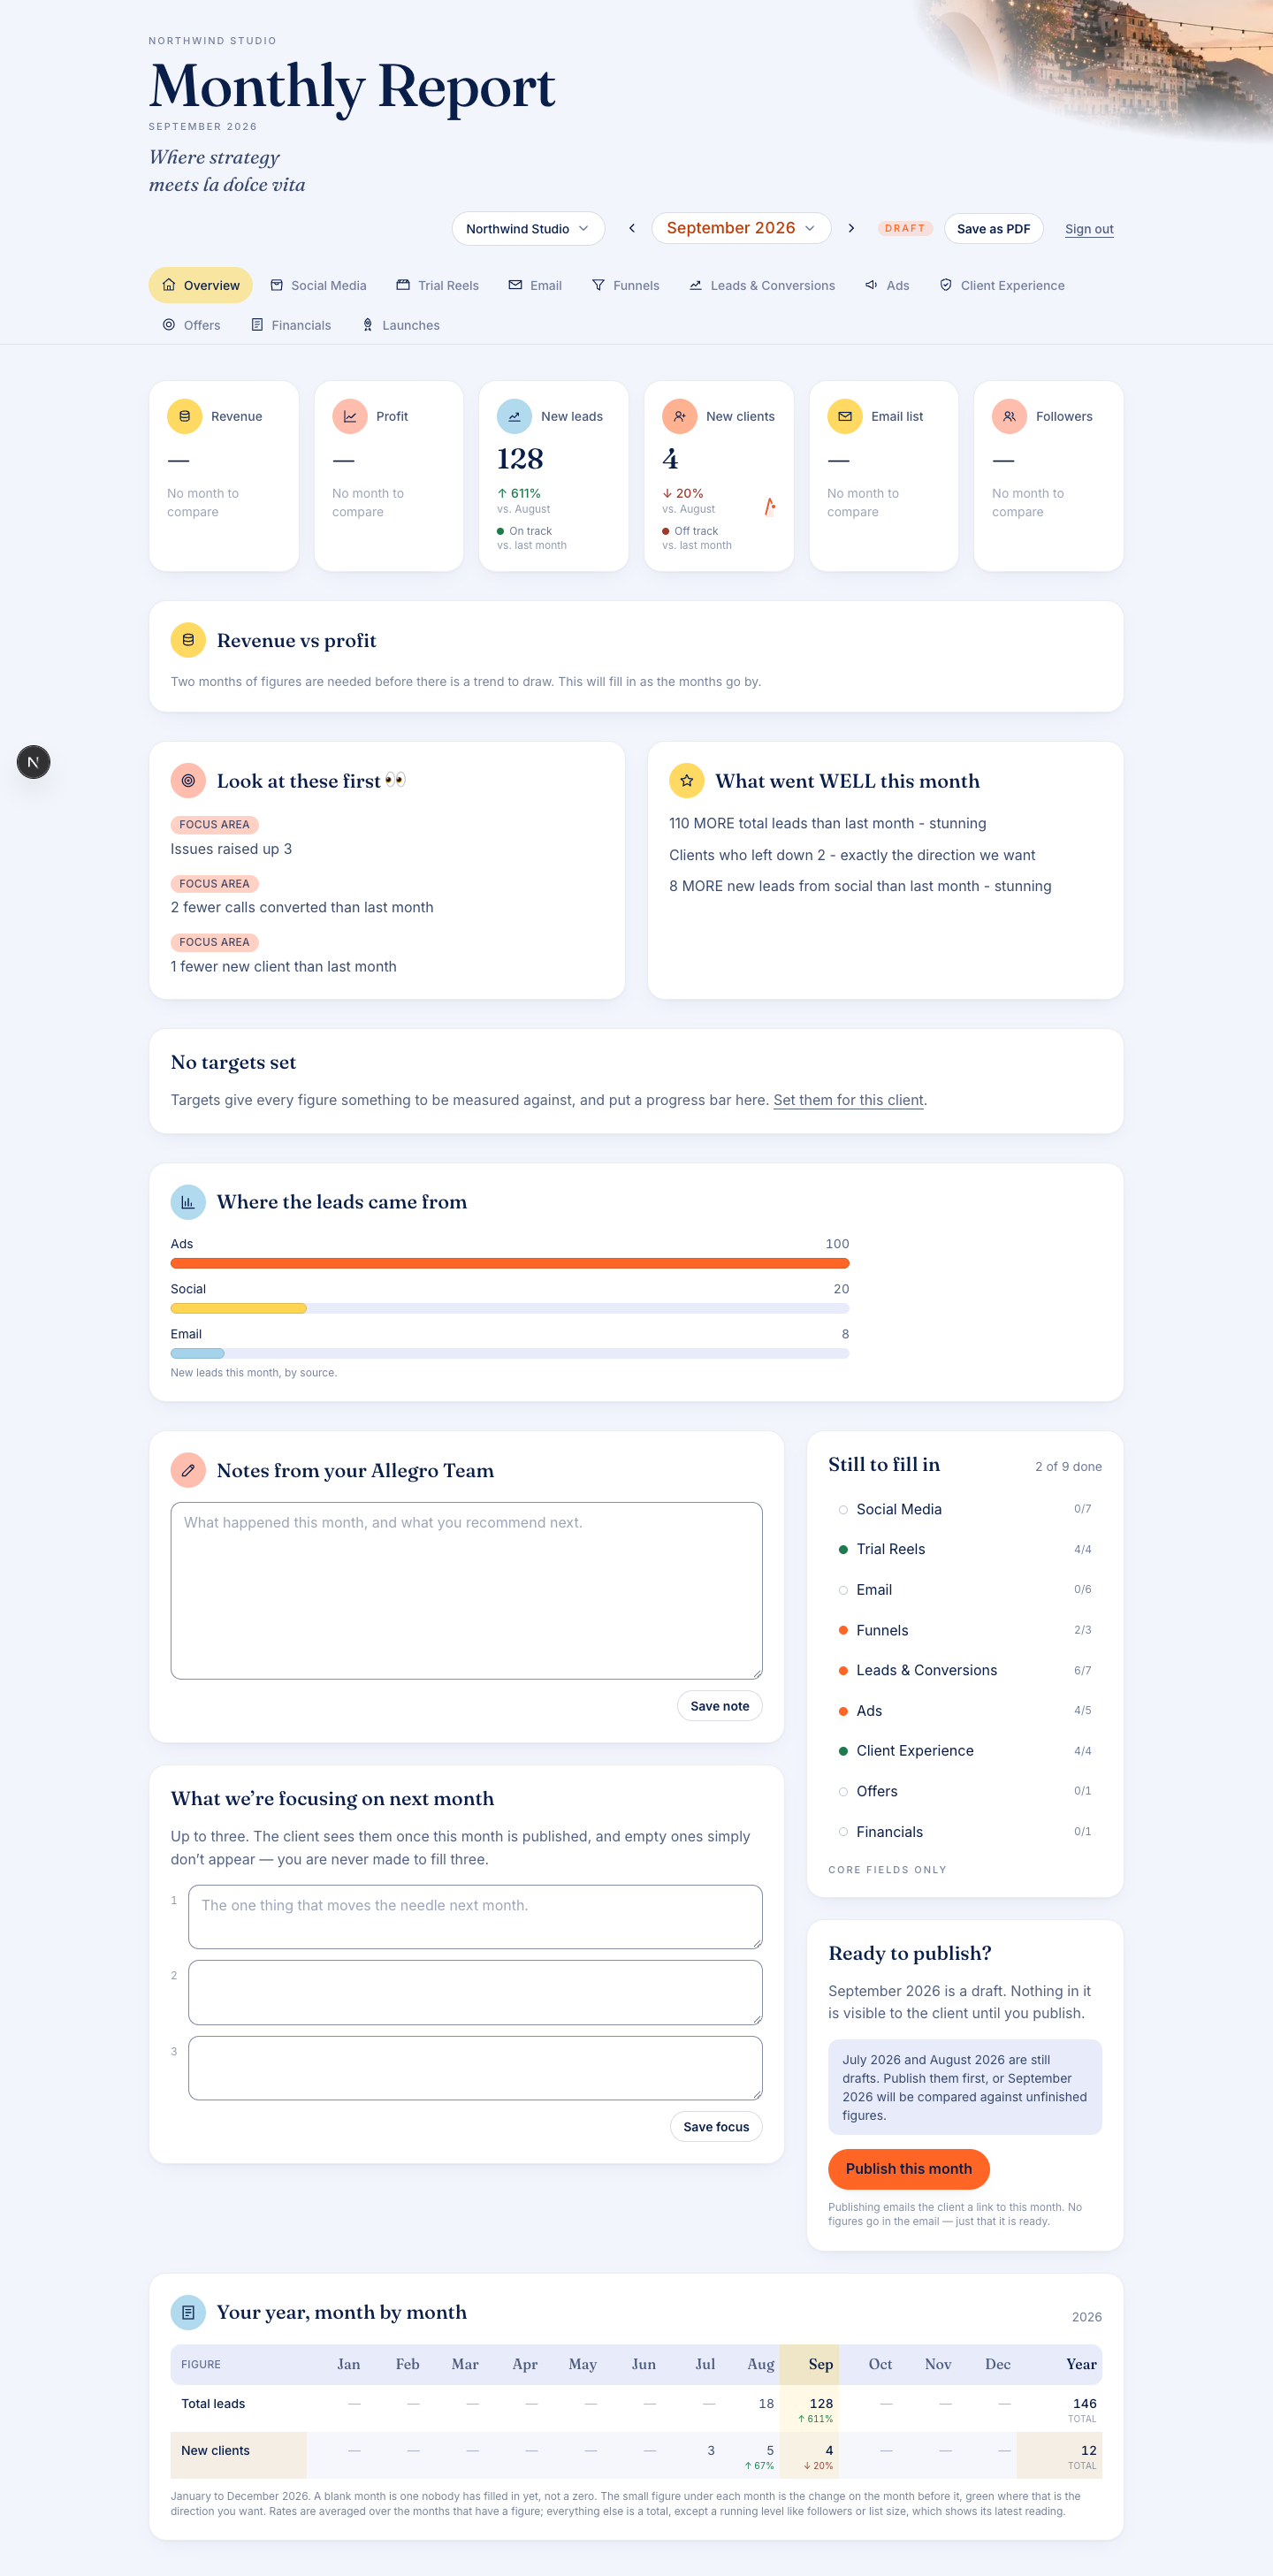 NORTHWIND STUDIO
Monthly Report
SEPTEMBER 2026
Where strategy
meets la dolce vita
Northwind Studio
September 2026
DRAFT
Save as PDF
Sign out
Overview
Social Media
Trial Reels
Email
Funnels
Leads & Conversions
Ads
Client Experience
Offers
Financials
Launches
Revenue
—
No month to
compare
Profit
—
No month to
compare
New leads
128
↑ 611%
vs. August
On track
vs. last month
New clients
4
↓ 20%
vs. August
Off track
vs. last month
Email list
—
No month to
compare
Followers
—
No month to
compare
Revenue vs profit
Two months of figures are needed before there is a trend to draw. This will fill in as the months go by.
N
Look at these first 👀
FOCUS AREA
Issues raised up 3
FOCUS AREA
2 fewer calls converted than last month
FOCUS AREA
1 fewer new client than last month
What went WELL this month
110 MORE total leads than last month - stunning
Clients who left down 2 - exactly the direction we want
8 MORE new leads from social than last month - stunning
No targets set
Targets give every figure something to be measured against, and put a progress bar here. Set them for this client.
Where the leads came from
Ads 100
Social 20
Email 8
New leads this month, by source.
Notes from your Allegro Team
What happened this month, and what you recommend next.
Save note
What we’re focusing on next month
Up to three. The client sees them once this month is published, and empty ones simply
don’t appear — you are never made to fill three.
1 The one thing that moves the needle next month.
2
3
Save focus
Still to fill in 2 of 9 done
Social Media 0/7
Trial Reels 4/4
Email 0/6
Funnels 2/3
Leads & Conversions 6/7
Ads 4/5
Client Experience 4/4
Offers 0/1
Financials 0/1
CORE FIELDS ONLY
Ready to publish?
September 2026 is a draft. Nothing in it
is visible to the client until you publish.
July 2026 and August 2026 are still
drafts. Publish them first, or September
2026 will be compared against unfinished
figures.
Publish this month
Publishing emails the client a link to this month. No
figures go in the email — just that it is ready.
Your year, month by month 2026
FIGURE Jan Feb Mar Apr May Jun Jul Aug Sep Oct Nov Dec Year
Total leads — — — — — — — 18 128 — — — 146
↑ 611% TOTAL
New clients — — — — — — 3 5 4 — — — 12
↑ 67% ↓ 20% TOTAL
January to December 2026. A blank month is one nobody has filled in yet, not a zero. The small figure under each month is the change on the month before it, green where that is the
direction you want. Rates are averaged over the months that have a figure; everything else is a total, except a running level like followers or list size, which shows its latest reading.